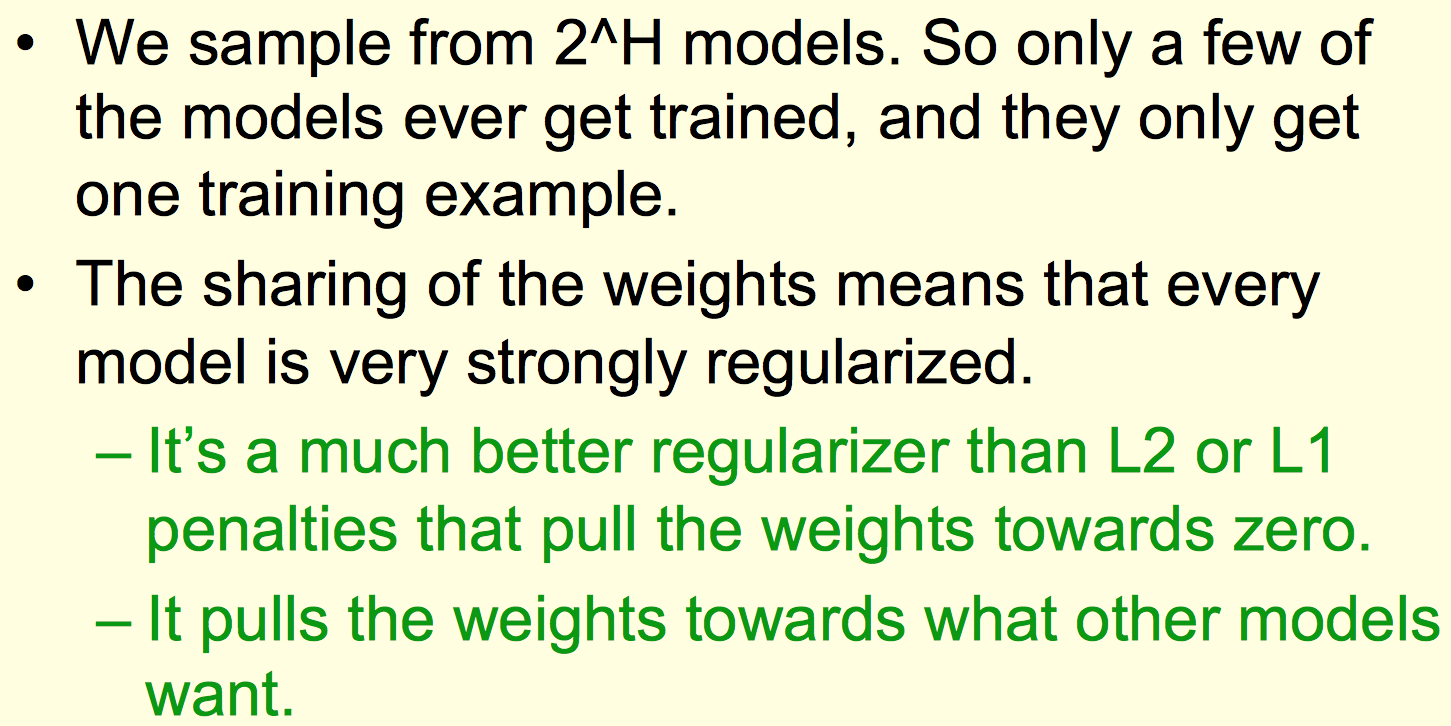 • We sample from 2^H models. So only a few of
the models ever get trained, and they only get
one training example.
• The sharing of the weights means that every
model is very strongly regularized.
– It’s a much better regularizer than L2 or L1
penalties that pull the weights towards zero.
– It pulls the weights towards what other models
want.